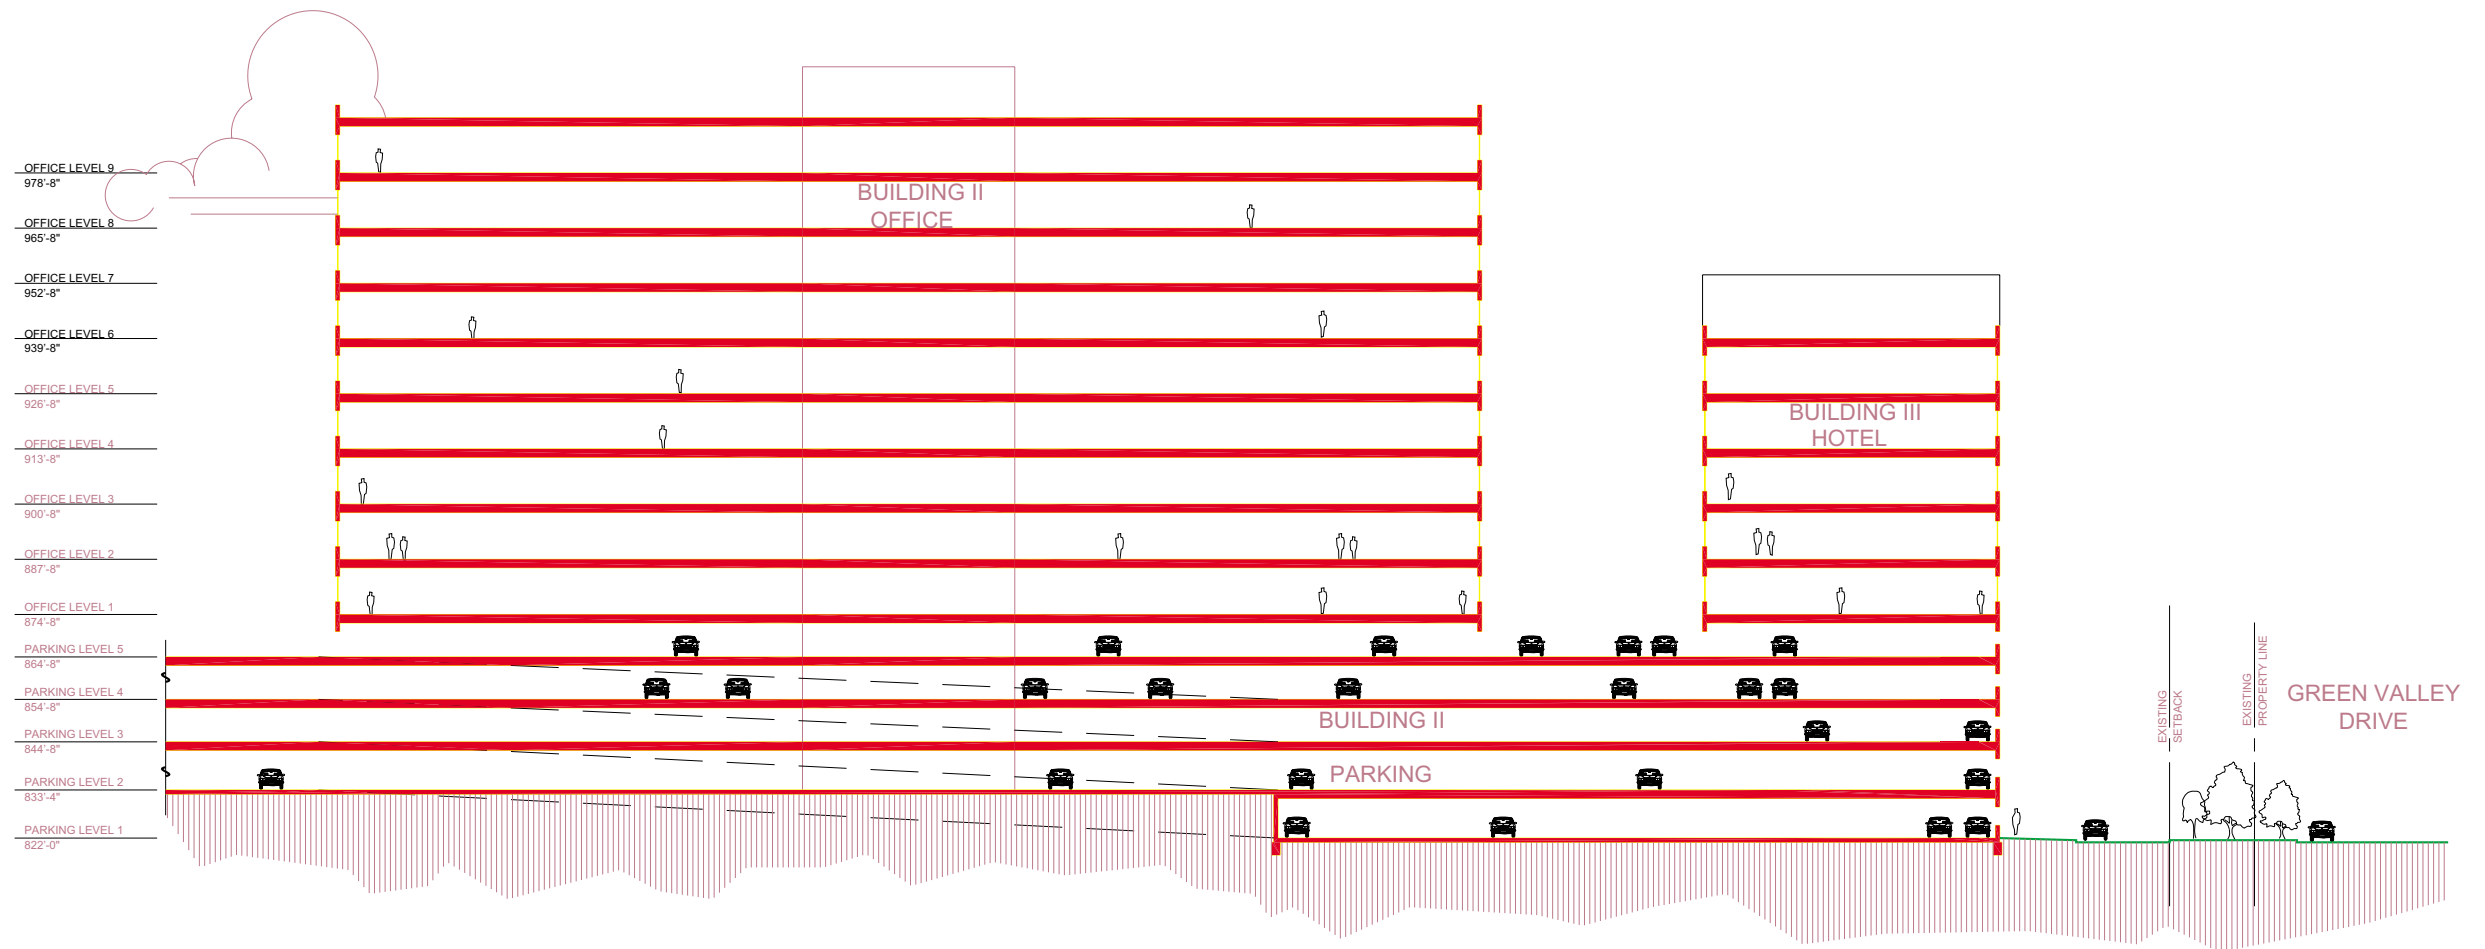 OFFICE LEVEL 9
978'-8"
OFFICE LEVEL 8
965'-8"
OFFICE LEVEL 7
952'-8"
OFFICE LEVEL 6
939'-8"
OFFICE LEVEL 5
926'-8"
OFFICE LEVEL 4
913'-8"
OFFICE LEVEL 3
900'-8"
OFFICE LEVEL 2
887'-8"
OFFICE LEVEL 1
874'-8"
PARKING LEVEL 5
864'-8"
PARKING LEVEL 4
854'-8"
PARKING LEVEL 3
844'-8"
PARKING LEVEL 2
833'-4"
PARKING LEVEL 1
822'-0"
BUILDING II
OFFICE
BUILDING III
HOTEL
BUILDING II
PARKING
EXISTING
SETBACK
EXISTING
PROPERTY LINE
GREEN VALLEY
DRIVE